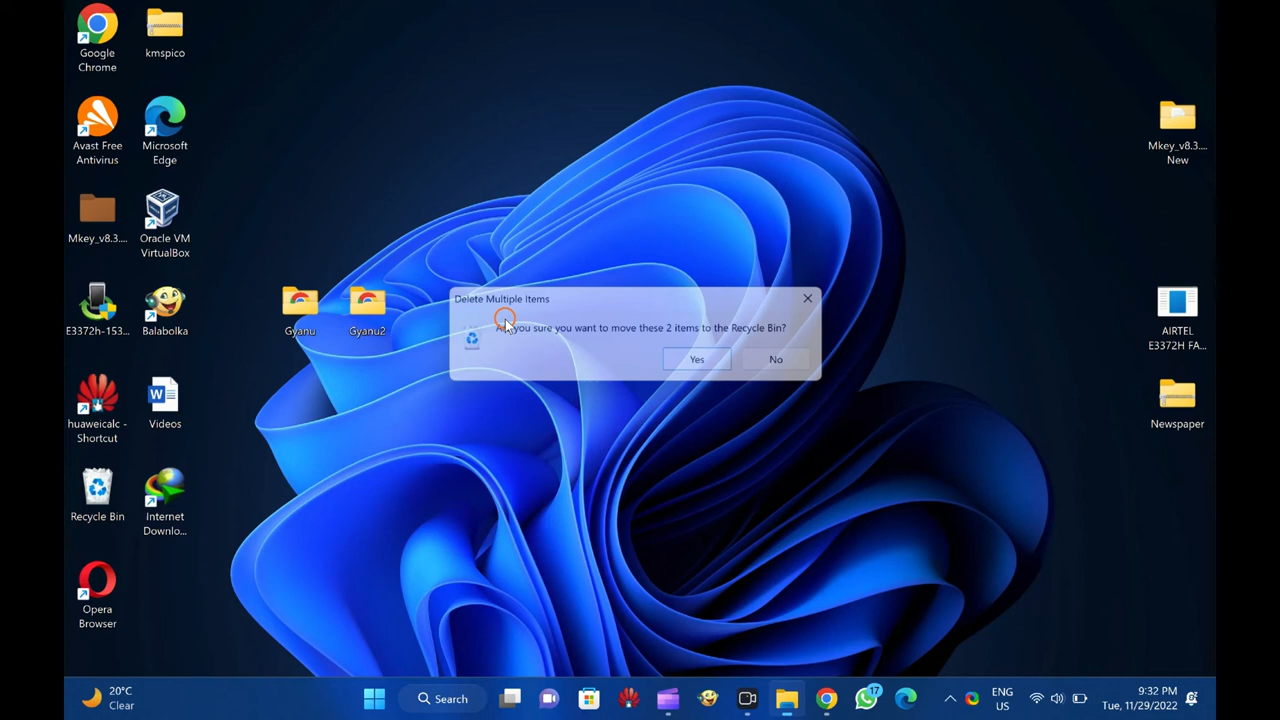 Google
Chrome
kmspico
Avast Free
Antivirus
Microsoft
Edge
Mkey_v8.3....
Oracle VM
VirtualBox
E3372h-153...
Balabolka
huaweicalc -
Shortcut
Videos
Recycle Bin
Internet
Downlo...
Opera
Browser
Gyanu
Gyanu2
Delete Multiple Items
you sure you want to move these 2 items to the Recycle Bin?
Yes
No
Mkey_v8.3....
New
AIRTEL
E3372H FA...
Newspaper
20°C
Clear
Search
17
ENG
US
9:32 PM
Tue, 11/29/2022